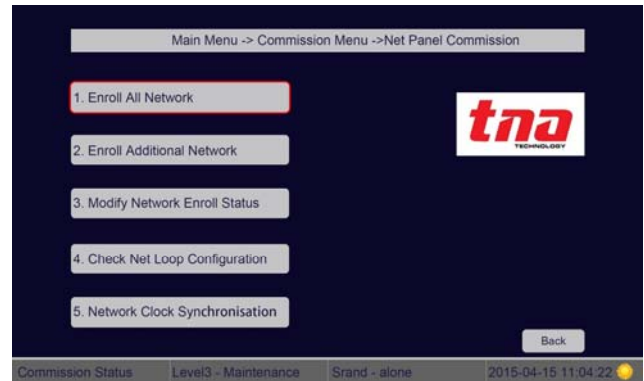 Main Menu -> Commission Menu ->Net Panel Commission
1. Enroll All Network
2. Enroll Additional Network
3. Modify Network Enroll Status
4. Check Net Loop Configuration
5. Network Clock Synchronisation
tna
TECHNOLOGY
Back
Commission Status Level3 - Maintenance Srand - alone 2015-04-15 11:04:22